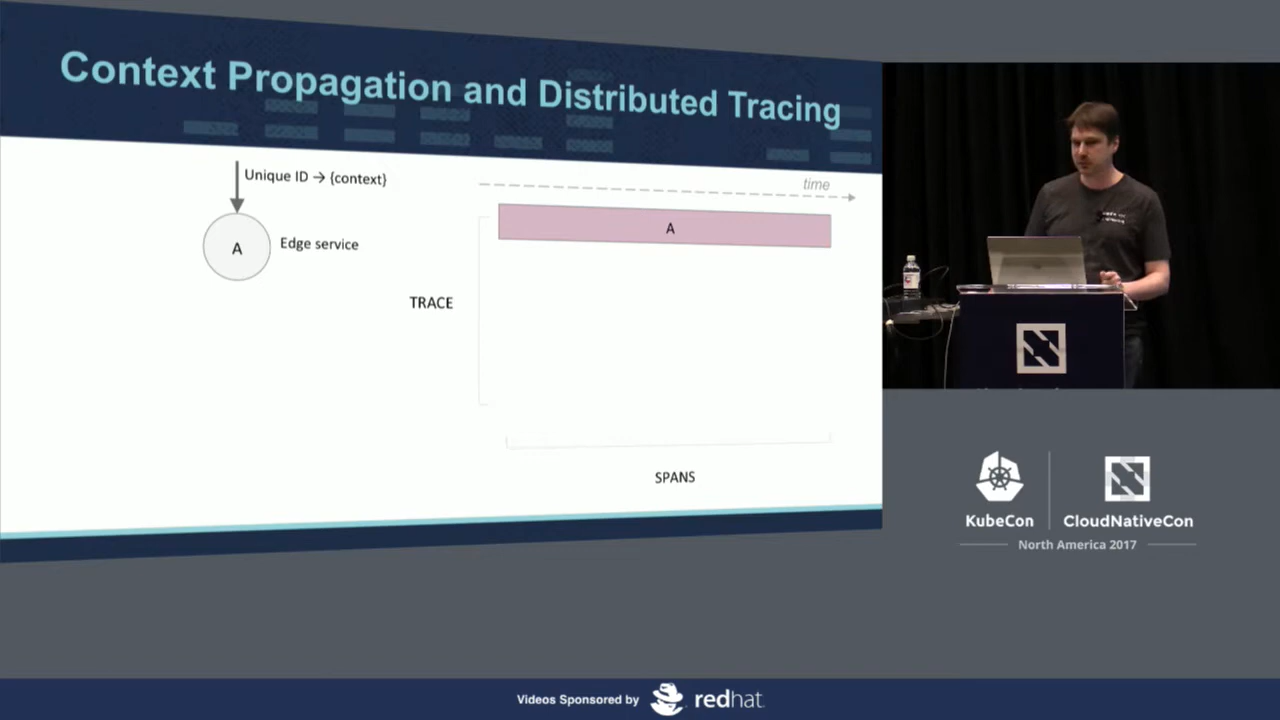 Context Propagation and Distributed Tracing
Unique ID → {context}
A
Edge service
time
A
TRACE
SPANS
KubeCon
CloudNativeCon
North America 2017
Videos Sponsored by
redhat